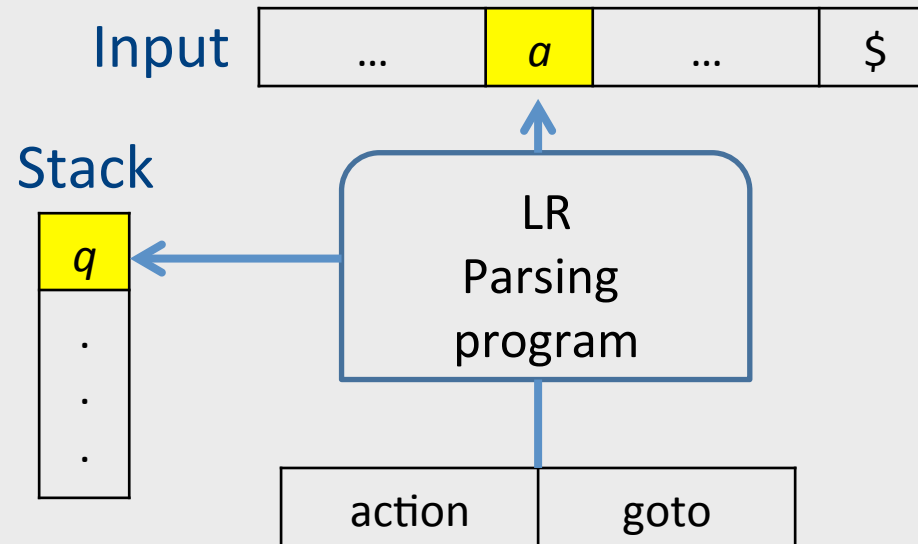 Input … a … $
Stack
q
.
.
.
LR
Parsing
program
action goto